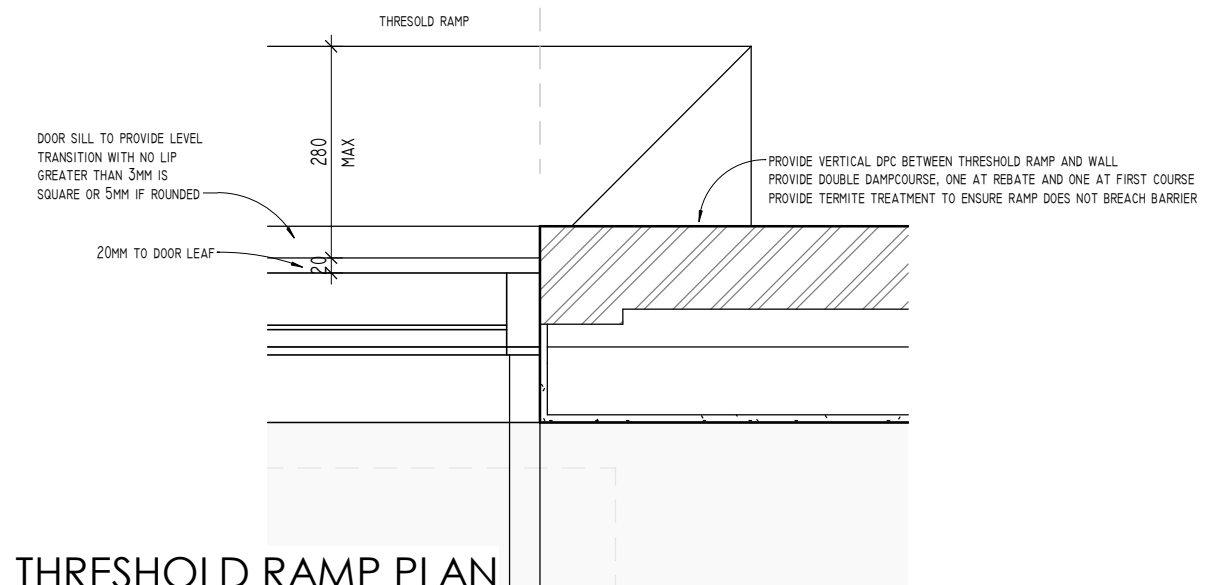 THRESOLD RAMP
DOOR SILL TO PROVIDE LEVEL
TRANSITION WITH NO LIP
GREATER THAN 3MM IS
SQUARE OR 5MM IF ROUNDED
280
MAX
PROVIDE VERTICAL DPC BETWEEN THRESHOLD RAMP AND WALL
PROVIDE DOUBLE DAMPCOURSE, ONE AT REBATE AND ONE AT FIRST COURSE
PROVIDE TERMITE TREATMENT TO ENSURE RAMP DOES NOT BREACH BARRIER
20MM TO DOOR LEAF
20
THRESHOLD RAMP PLAN